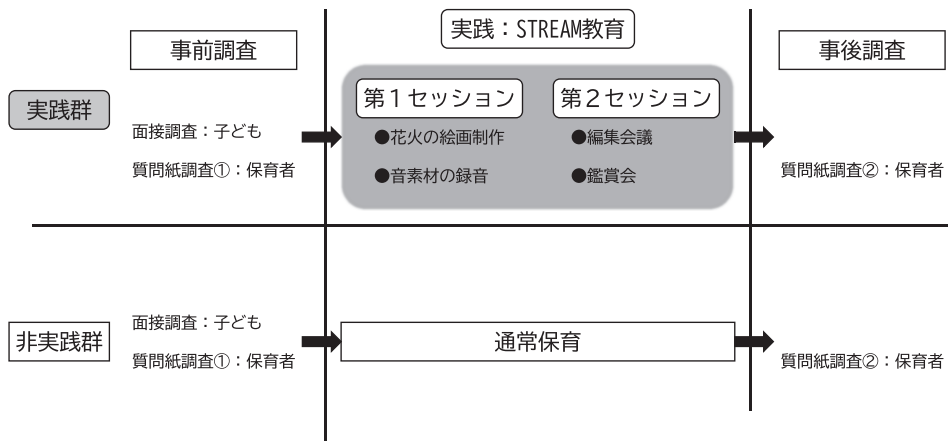 実践：STREAM教育
事前調査
事後調査
実践群
面接調査：子ども
質問紙調査①：保育者
第１セッション
●花火の絵画制作
●音素材の録音
第２セッション
●編集会議
●鑑賞会
質問紙調査②：保育者
非実践群
面接調査：子ども
質問紙調査①：保育者
通常保育
質問紙調査②：保育者